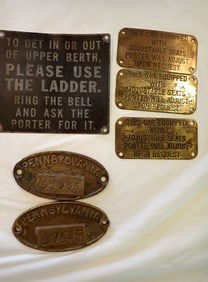 TO GET IN OR OUT
OF UPPER BERTH,
PLEASE USE
THE LADDER.
RING THE BELL
AND ASK THE
PORTER FOR IT.
THIS CAR EQUIPPED
WITH
ADJUSTABLE SEATS
PORTER WILL ADJUST
UPON REQUEST
THIS CAR EQUIPPED
WITH
ADJUSTABLE SEATS
PORTER WILL ADJUST
UPON REQUEST
THIS CAR EQUIPPED
WITH
ADJUSTABLE SEATS
PORTER WILL ADJUST
UPON REQUEST
PENNSYLVANIA
PENNSYLVANIA